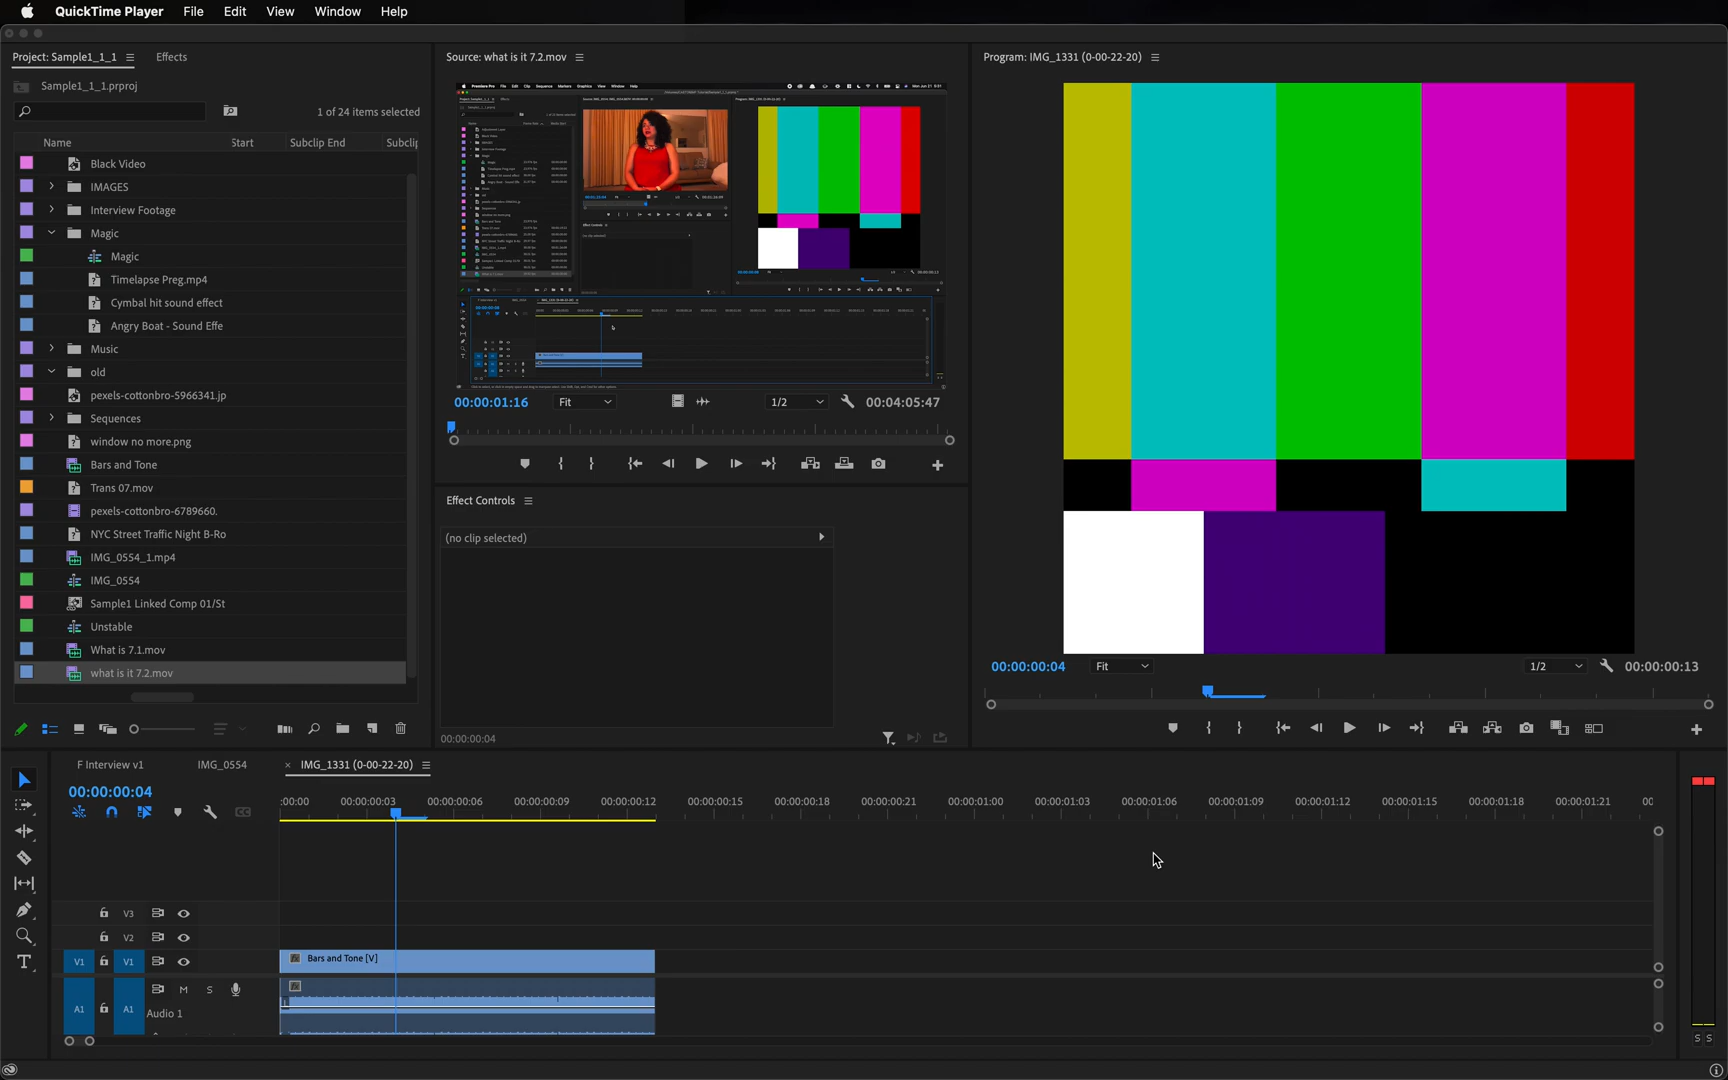 QuickTime Player File Edit View Window Help
Project: Sample1_1_1 Effects
Sample1_1_1.prproj
1 of 24 items selected
Name Start Subclip End Subclip
Black Video
IMAGES
Interview Footage
Magic
Magic
Timelapse Preg.mp4
Cymbal hit sound effect
Angry Boat - Sound Effe
Music
old
pexels-cottonbro-5966341.jp
Sequences
window no more.png
Bars and Tone
Trans 07.mov
pexels-cottonbro-6789660.
NYC Street Traffic Night B-Ro
IMG_0554_1.mp4
IMG_0554
Sample1 Linked Comp 01/St
Unstable
What is 7.1.mov
what is it 7.2.mov
Source: what is it 7.2.mov
00:00:01:16 Fit 1/2 00:04:05:47
Effect Controls
(no clip selected)
00:00:00:04
Program: IMG_1331 (0-00-22-20)
00:00:00:04 Fit 1/2 00:00:00:13
F Interview v1 IMG_0554 × IMG_1331 (0-00-22-20)
00:00:00:04
:00:00 00:00:00:03 00:00:00:06 00:00:00:09 00:00:00:12 00:00:00:15 00:00:00:18 00:00:00:21 00:00:01:00 00:00:01:03 00:00:01:06 00:00:01:09 00:00:01:12 00:00:01:15 00:00:01:18 00:00:01:21 00
CC
V3
V2
V1 V1 Bars and Tone [V]
M S
A1 A1 Audio 1
S S